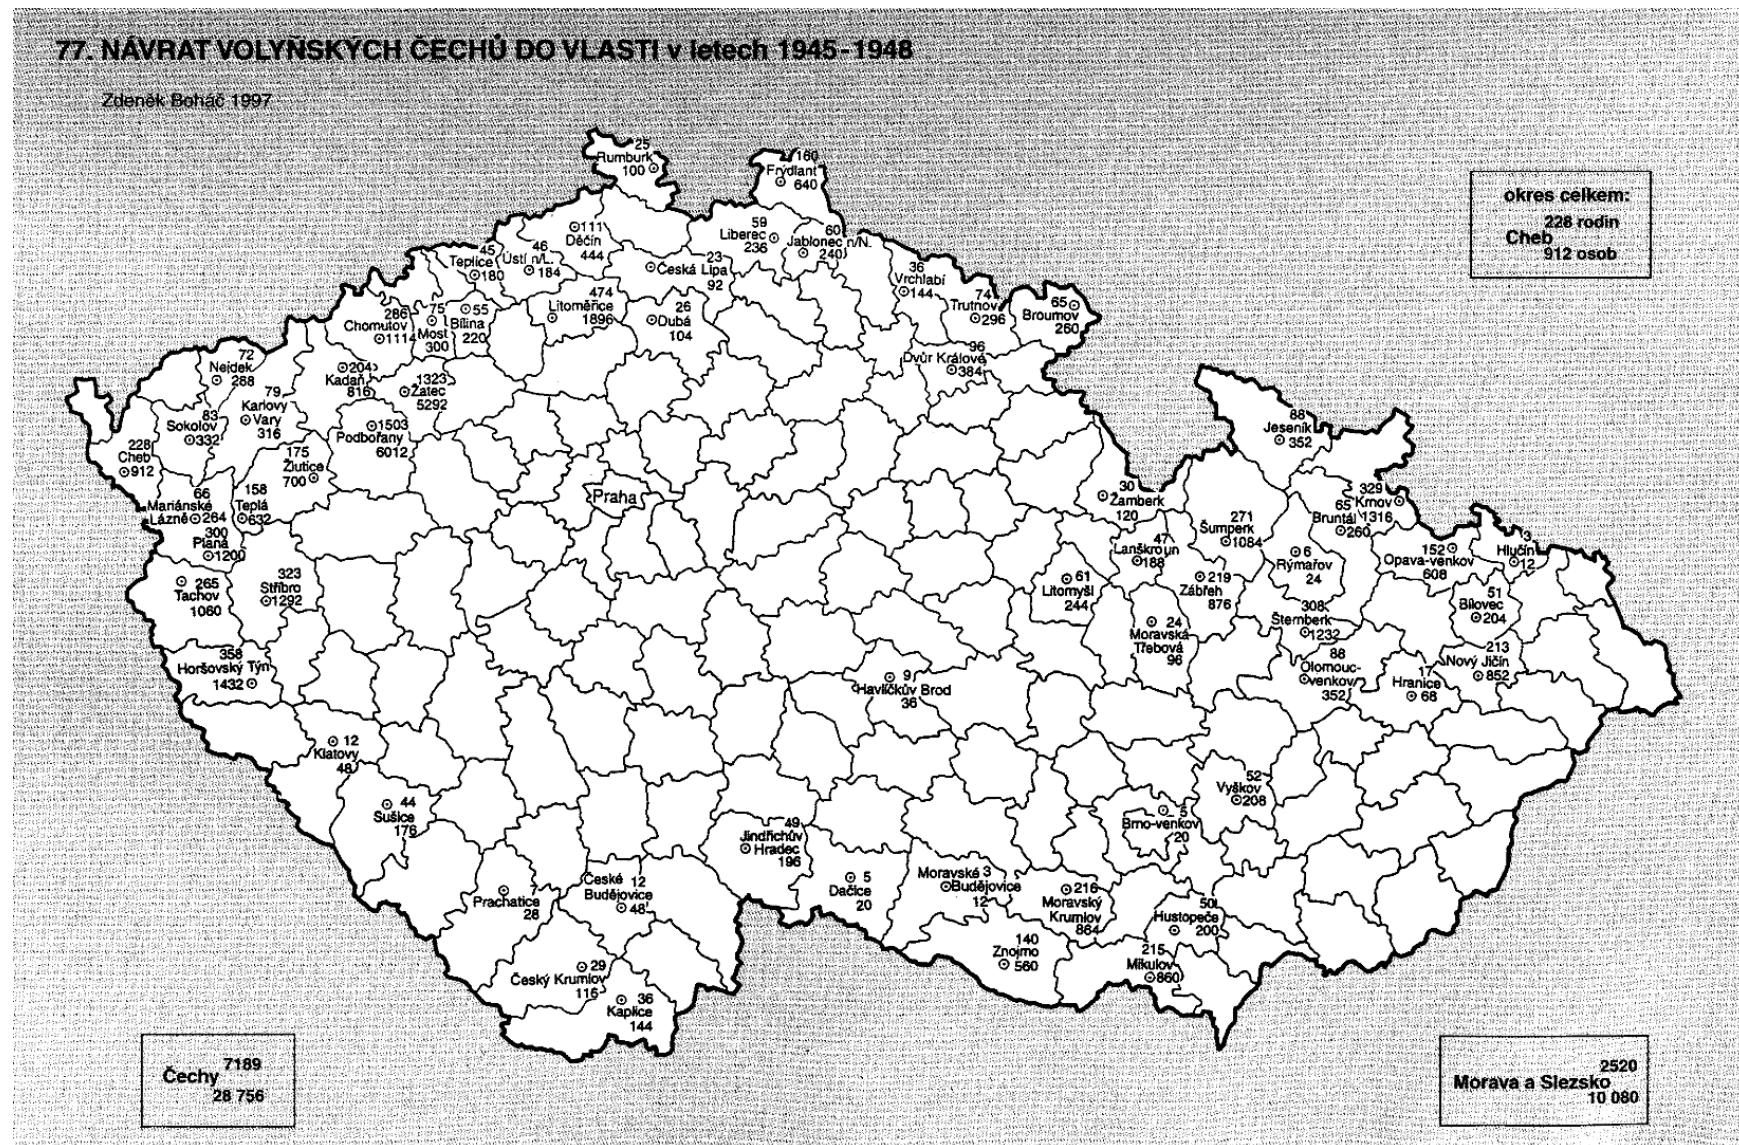 77. NÁVRAT VOLYŇSKÝCH ČECHŮ DO VLASTI v letech 1945-1948
Zdeněk Boháč 1997
okres celkem:
228 rodin
Cheb
912 osob
25
Rumburk
100
160
Frýdlant
640
111
Děčín
444
59
Liberec
236
60
Jablonec n/N.
240
45
Teplice
180
46
Ústí n/L.
184
23
Česká Lípa
92
36
Vrchlabí
144
74
Trutnov
296
65
Broumov
260
286
Chomutov
1114
75
Most
300
55
Bílina
220
474
Litoměřice
1896
26
Dubá
104
96
Dvůr Králové
384
72
Nejdek
288
204
Kadaň
816
1323
Žatec
5292
79
Karlovy
Vary
316
83
Sokolov
332
1503
Podbořany
6012
228
Cheb
912
175
Žlutice
700
88
Jeseník
352
66
Mariánské
Lázně
264
158
Teplá
632
Praha
30
Žamberk
120
329
Krnov
1316
65
Bruntál
260
300
Planá
1200
271
Šumperk
1084
47
Lanškroun
188
6
Rýmařov
24
152
Opava-venkov
608
3
Hlučín
12
265
Tachov
1060
323
Stříbro
1292
61
Litomyšl
244
219
Zábřeh
876
51
Bílovec
204
24
Moravská
Třebová
96
308
Šternberk
1232
358
Horšovský Týn
1432
9
Havlíčkův Brod
36
88
Olomouc-
venkov
352
17
Hranice
68
213
Nový Jičín
852
12
Klatovy
48
44
Sušice
176
52
Vyškov
208
5
Brno-venkov
20
49
Jindřichův
Hradec
196
7
Prachatice
28
12
České
Budějovice
48
5
Dačice
20
3
Moravské
Budějovice
12
216
Moravský
Krumlov
864
50
Hustopeče
200
140
Znojmo
560
215
Mikulov
860
29
Český Krumlov
116
36
Kaplice
144
7189
Čechy
28 756
2520
Morava a Slezsko
10 080